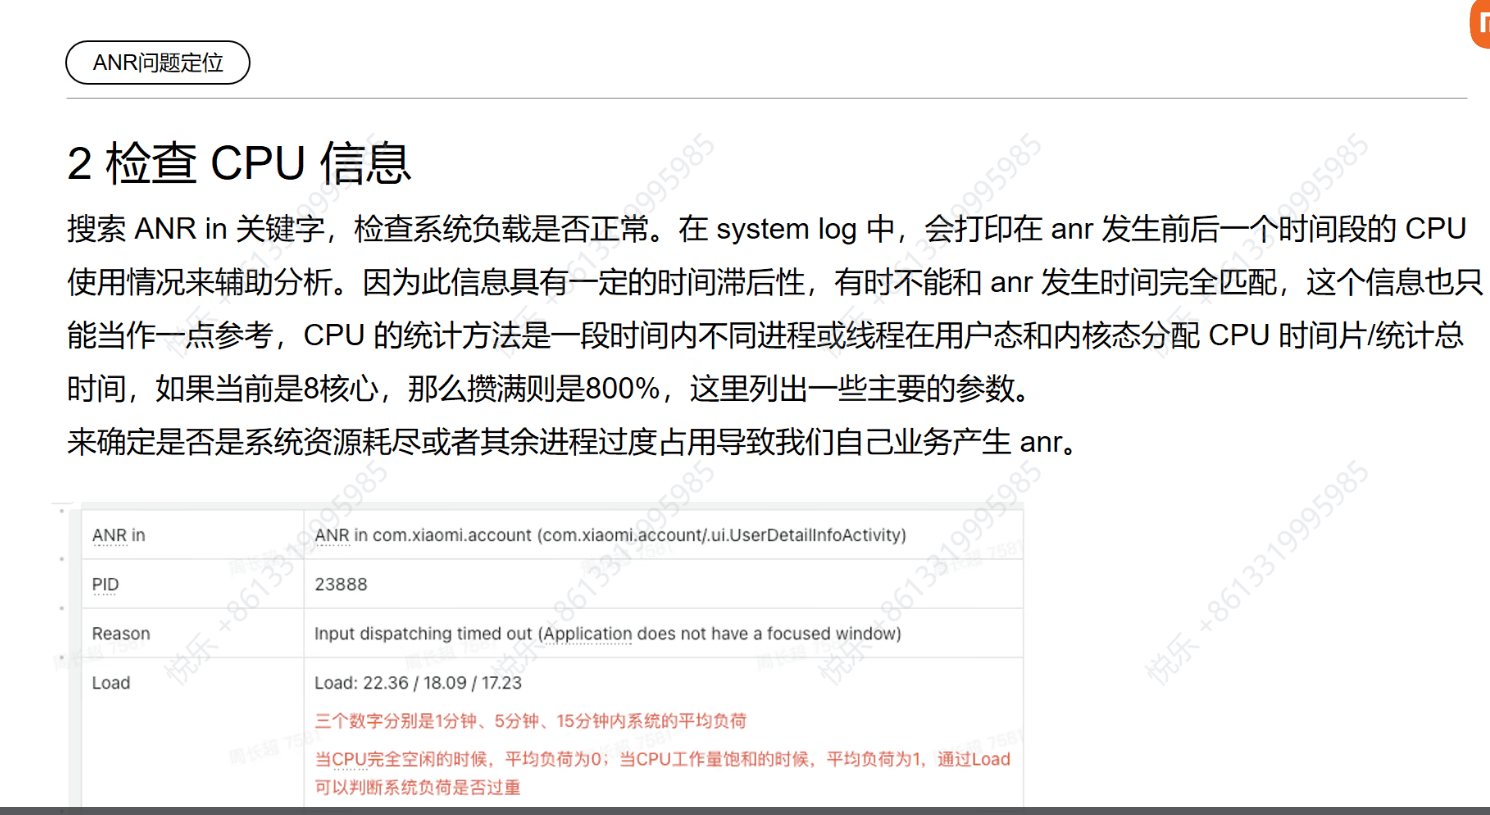 ANR问题定位
2 检查 CPU 信息
搜索 ANR in 关键字，检查系统负载是否正常。在 system log 中，会打印在 anr 发生前后一个时间段的 CPU
使用情况来辅助分析。因为此信息具有一定的时间滞后性，有时不能和 anr 发生时间完全匹配，这个信息也只
能当作一点参考，CPU 的统计方法是一段时间内不同进程或线程在用户态和内核态分配 CPU 时间片/统计总
时间，如果当前是8核心，那么攒满则是800%，这里列出一些主要的参数。
来确定是否是系统资源耗尽或者其余进程过度占用导致我们自己业务产生 anr。
ANR in ANR in com.xiaomi.account (com.xiaomi.account/.ui.UserDetailInfoActivity)
PID 23888
Reason Input dispatching timed out (Application does not have a focused window)
Load Load: 22.36 / 18.09 / 17.23
三个数字分别是1分钟、5分钟、15分钟内系统的平均负荷
当CPU完全空闲的时候，平均负荷为0；当CPU工作量饱和的时候，平均负荷为1，通过Load
可以判断系统负荷是否过重
悦乐 +8613319995985
周长超 7581